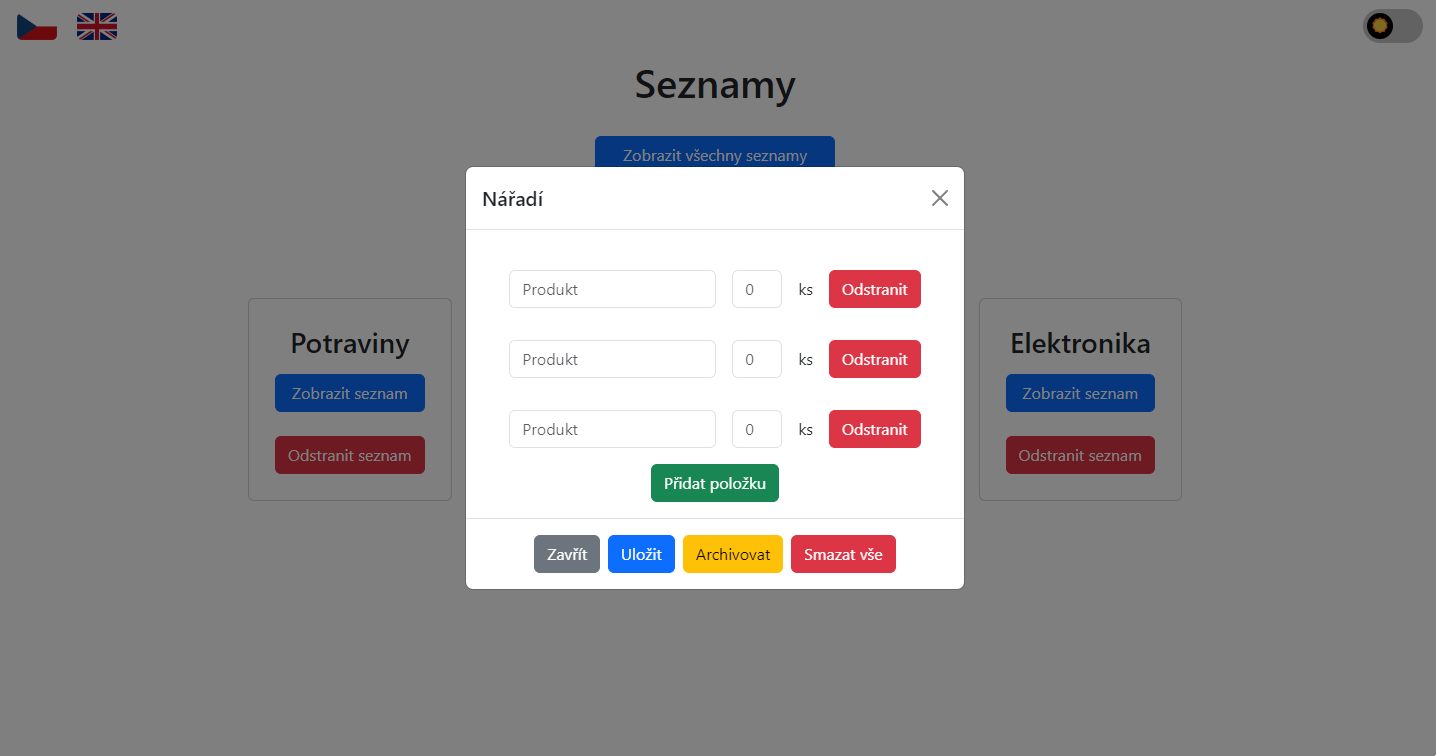 Seznamy
Zobrazit všechny seznamy
Nářadí
Produkt 0 ks Odstranit
Produkt 0 ks Odstranit
Produkt 0 ks Odstranit
Přidat položku
Zavřít Uložit Archivovat Smazat vše
Potraviny
Zobrazit seznam
Odstranit seznam
Elektronika
Zobrazit seznam
Odstranit seznam